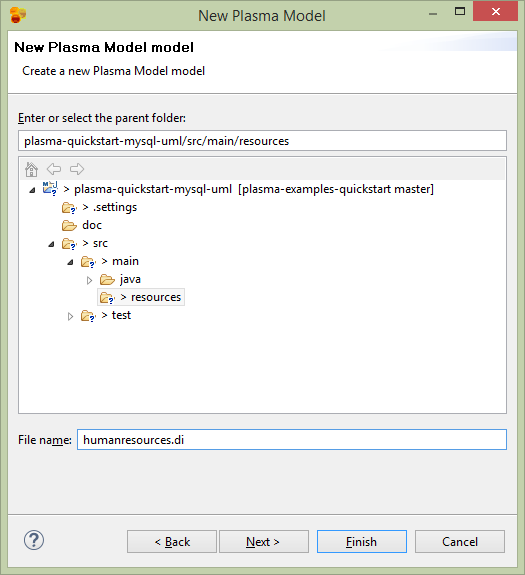 New Plasma Model
New Plasma Model model
Create a new Plasma Model model
Enter or select the parent folder:
plasma-quickstart-mysql-uml/src/main/resources
> plasma-quickstart-mysql-uml [plasma-examples-quickstart master]
> .settings
doc
> src
> main
java
> resources
> test
File name: humanresources.di
< Back Next > Finish Cancel